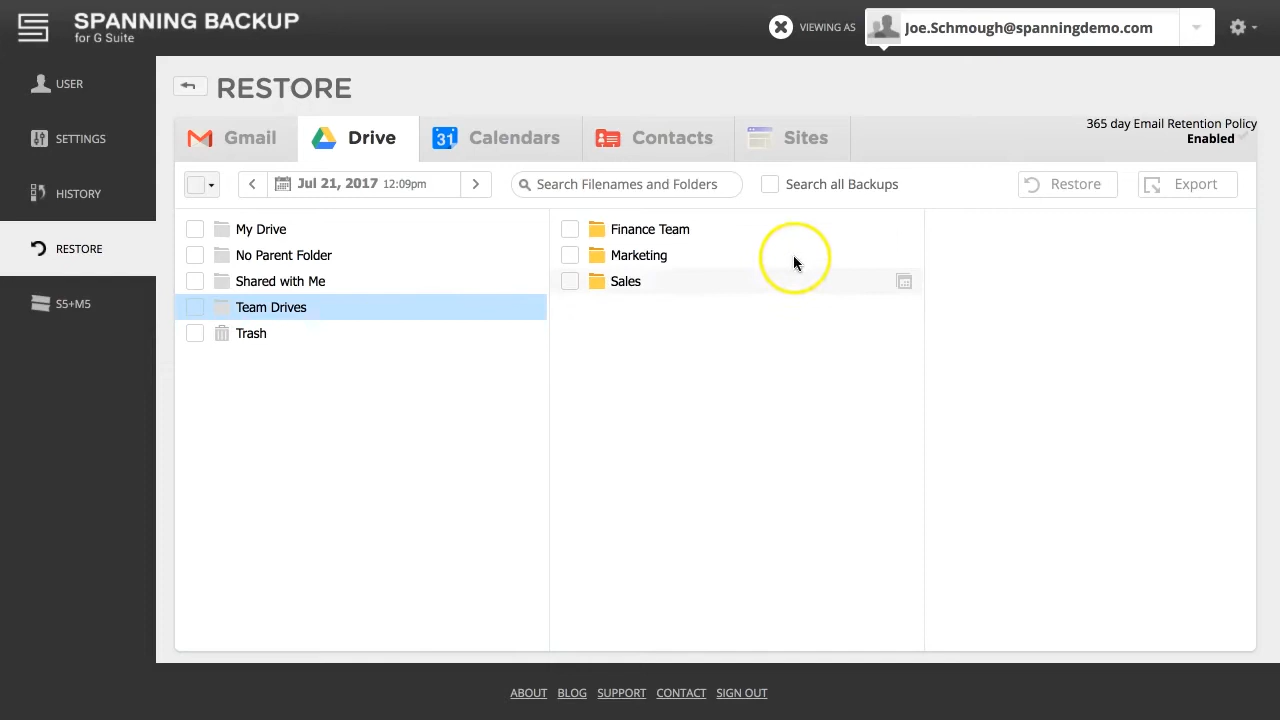 SPANNING BACKUP
for G Suite
VIEWING AS
Joe.Schmough@spanningdemo.com
USER
SETTINGS
HISTORY
RESTORE
S5+M5
RESTORE
Gmail
Drive
31 Calendars
Contacts
Sites
365 day Email Retention Policy
Enabled
Jul 21, 2017 12:09pm
Search Filenames and Folders
Search all Backups
Restore
Export
My Drive
No Parent Folder
Shared with Me
Team Drives
Trash
Finance Team
Marketing
Sales
ABOUT BLOG SUPPORT CONTACT SIGN OUT